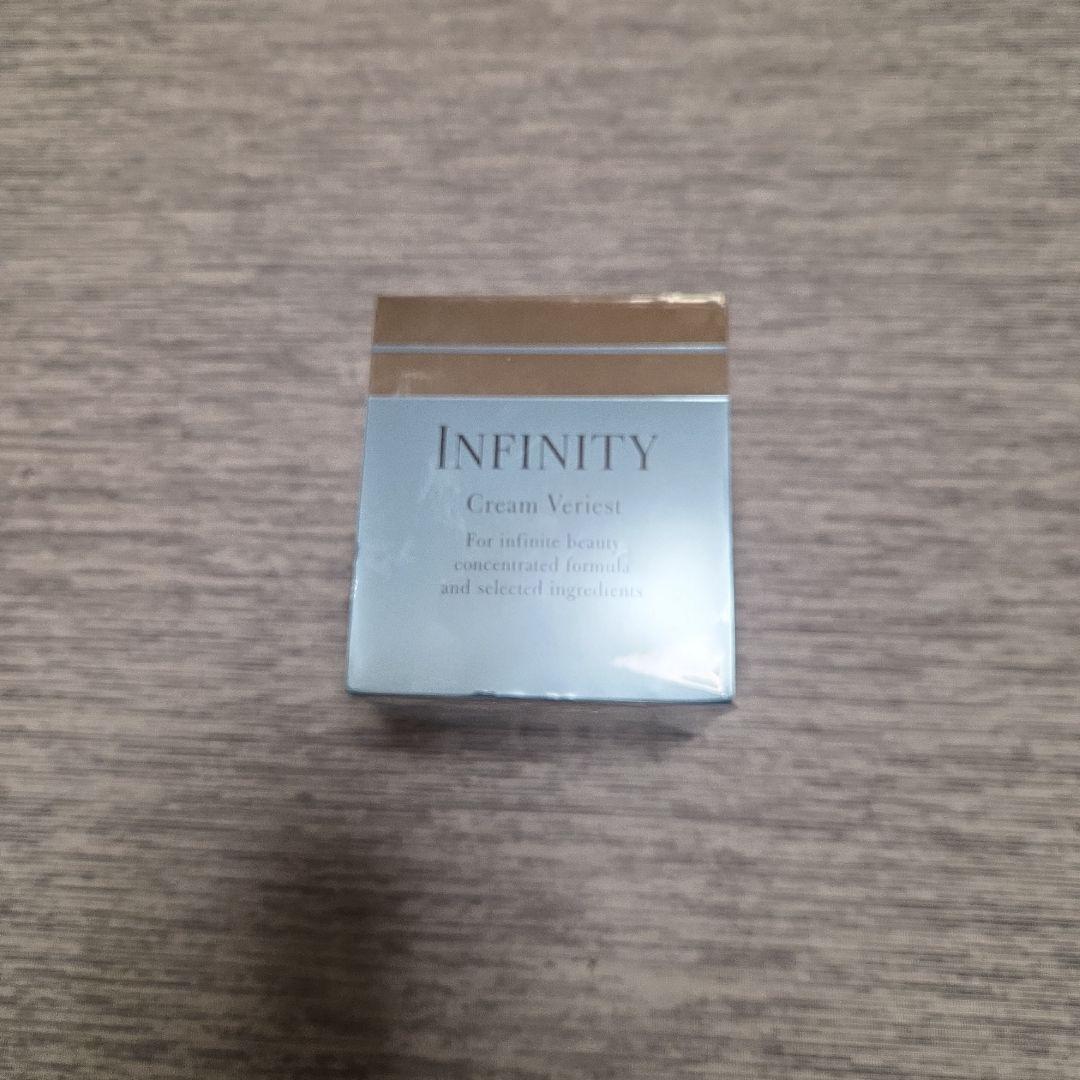 INFINITY
Cream Veriest
For infinite beauty
concentrated formula
and selected ingredients